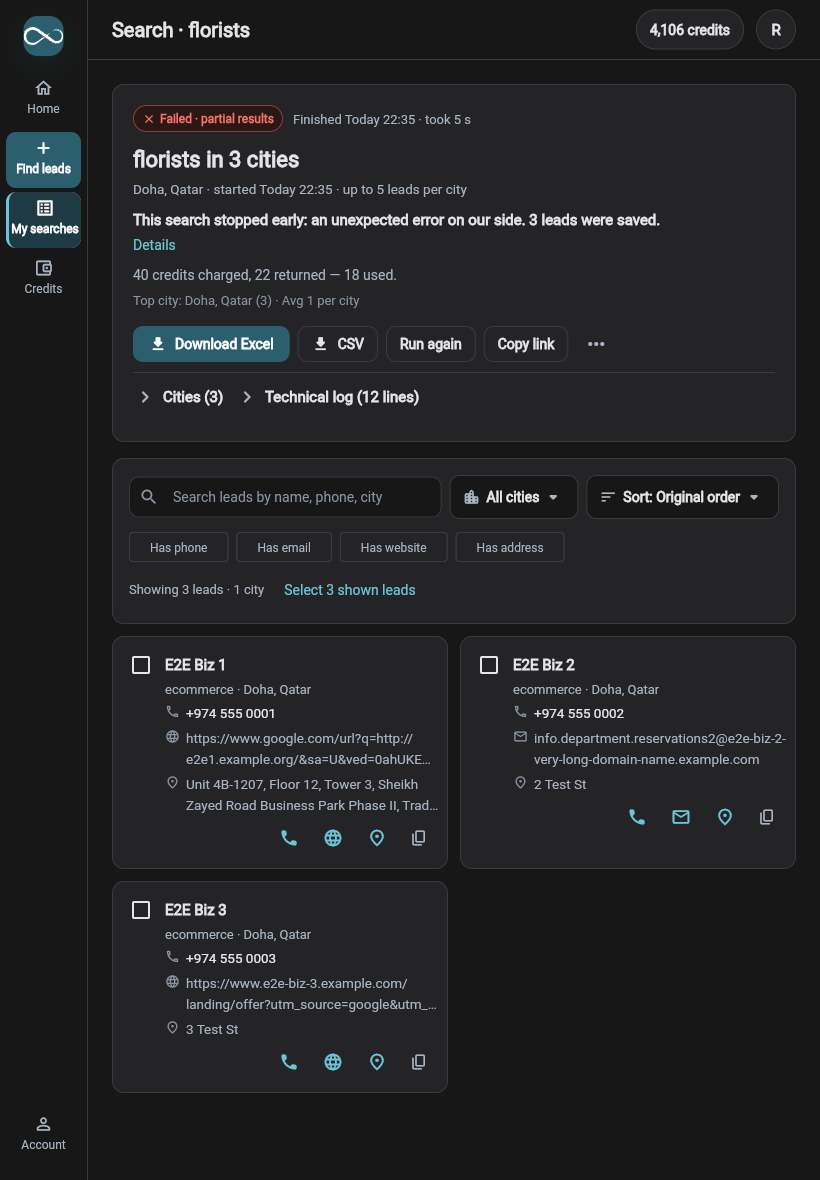 Search · florists
4,106 credits
R
Home
Find leads
My searches
Credits
Account
Failed · partial results
Finished Today 22:35 · took 5 s
florists in 3 cities
Doha, Qatar · started Today 22:35 · up to 5 leads per city
This search stopped early: an unexpected error on our side. 3 leads were saved.
Details
40 credits charged, 22 returned — 18 used.
Top city: Doha, Qatar (3) · Avg 1 per city
Download Excel
CSV
Run again
Copy link
Cities (3)
Technical log (12 lines)
Search leads by name, phone, city
All cities
Sort: Original order
Has phone
Has email
Has website
Has address
Showing 3 leads · 1 city
Select 3 shown leads
E2E Biz 1
ecommerce · Doha, Qatar
+974 555 0001
https://www.google.com/url?q=http://
e2e1.example.org/&sa=U&ved=0ahUKE…
Unit 4B-1207, Floor 12, Tower 3, Sheikh
Zayed Road Business Park Phase II, Trad…
E2E Biz 2
ecommerce · Doha, Qatar
+974 555 0002
info.department.reservations2@e2e-biz-2-
very-long-domain-name.example.com
2 Test St
E2E Biz 3
ecommerce · Doha, Qatar
+974 555 0003
https://www.e2e-biz-3.example.com/
landing/offer?utm_source=google&utm_…
3 Test St